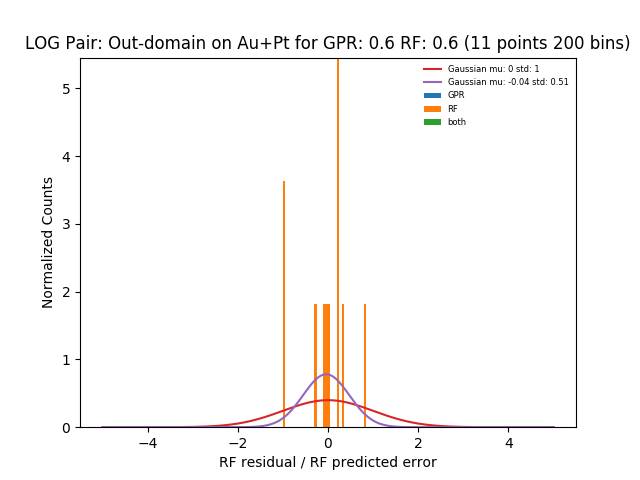 LOG Pair: Out-domain on Au+Pt for GPR: 0.6 RF: 0.6 (11 points 200 bins)
Gaussian mu: 0 std: 1
Gaussian mu: -0.04 std: 0.51
GPR
RF
both
5
4
3
2
1
0
Normalized Counts
−4 −2 0 2 4
RF residual / RF predicted error